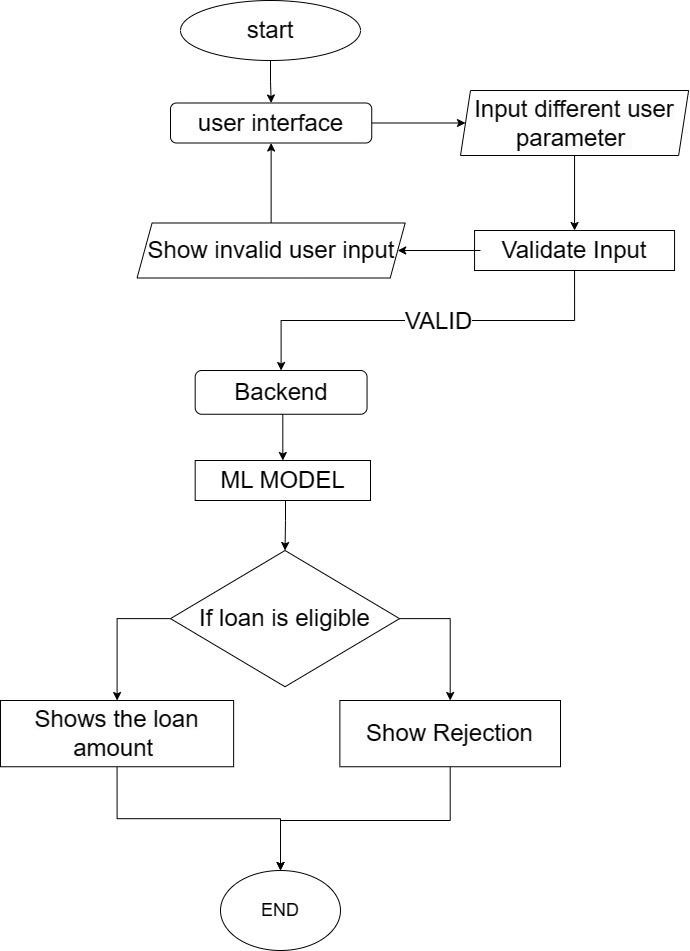 start
user interface
Input different user
parameter
Show invalid user input
Validate Input
VALID
Backend
ML MODEL
If loan is eligible
Shows the loan
amount
Show Rejection
END